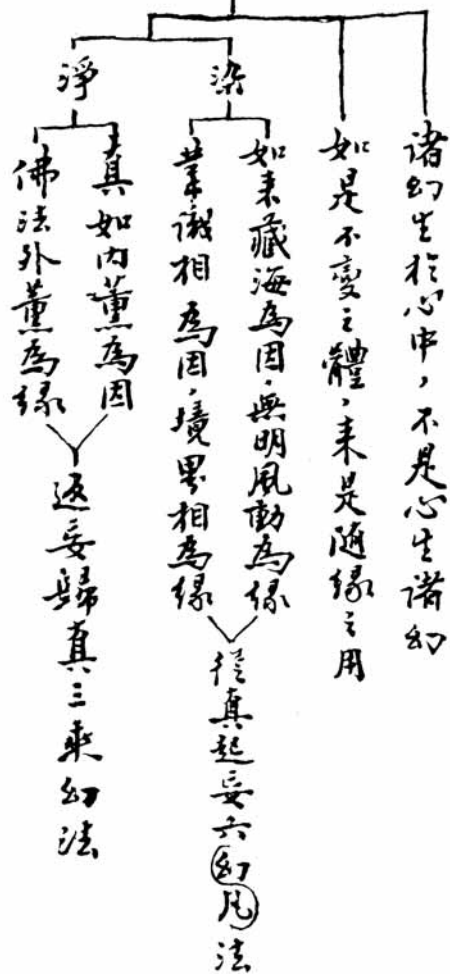 諸幻生於心中，不是心生諸幻
如是不變之體，来是隨緣之用
染
如来藏海為因，無明風動為緣
業識相為因，境界相為緣
從真起妄六幻凡法
淨
真如内薰為因
佛法外薰為緣
返妄歸真三乘幻法